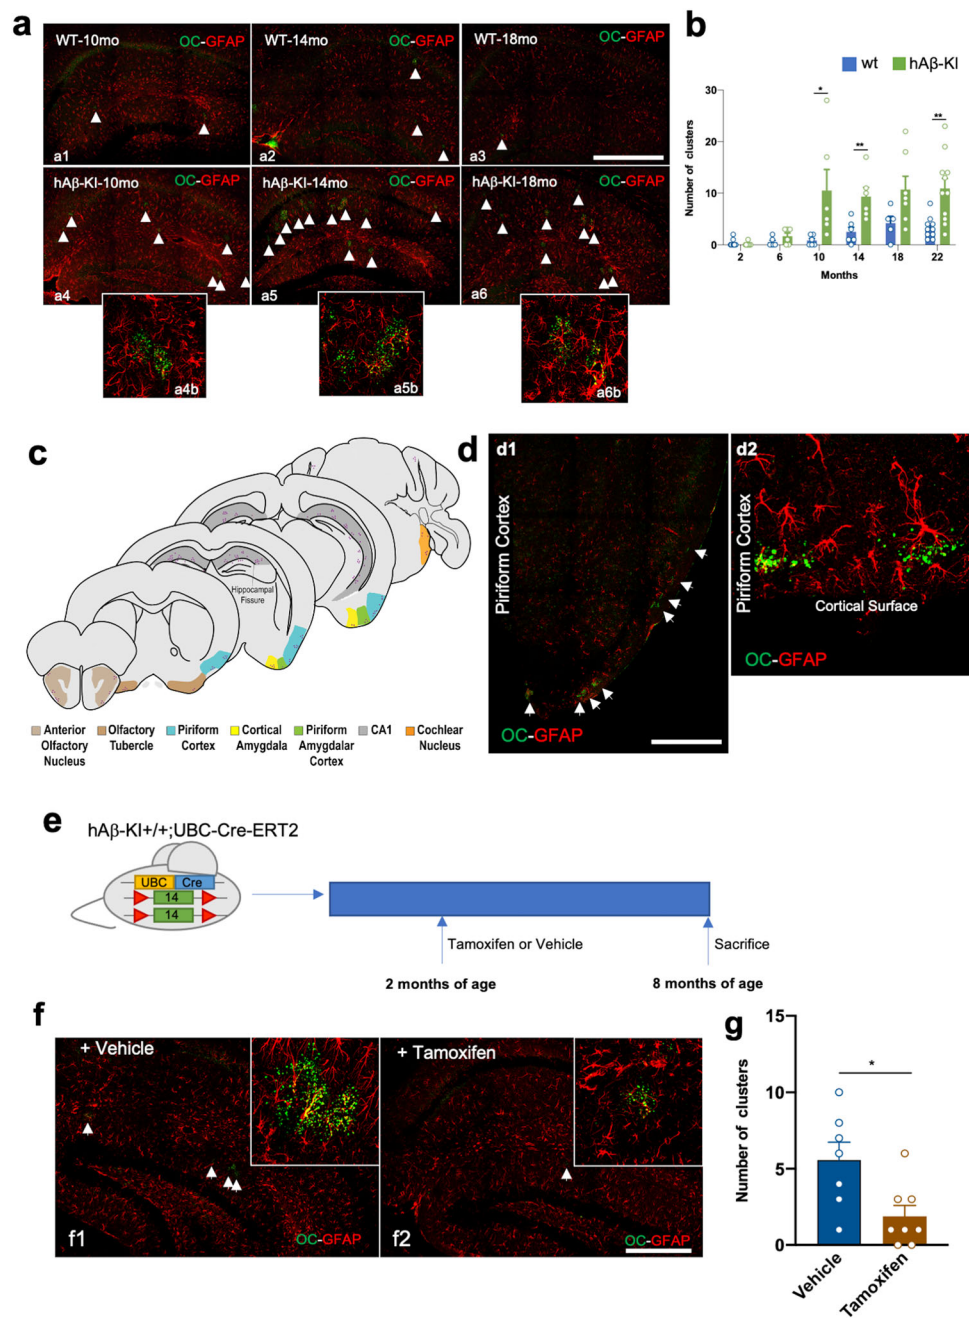 a
WT-10mo
OC-GFAP
a1
WT-14mo
OC-GFAP
a2
WT-18mo
OC-GFAP
a3
hAβ-KI-10mo
OC-GFAP
a4
hAβ-KI-14mo
OC-GFAP
a5
hAβ-KI-18mo
OC-GFAP
a6
a4b
a5b
a6b
b
wt
hAβ-KI
Number of clusters
30
20
10
0
*
**
**
2 6 10 14 18 22
Months
c
Hippocampal
Fissure
Anterior
Olfactory
Nucleus
Olfactory
Tubercle
Piriform
Cortex
Cortical
Amygdala
Piriform
Amygdalar
Cortex
CA1
Cochlear
Nucleus
d
d1
Piriform Cortex
OC-GFAP
d2
Piriform Cortex
Cortical Surface
OC-GFAP
e
hAβ-KI+/+;UBC-Cre-ERT2
UBC Cre
14
14
Tamoxifen or Vehicle
Sacrifice
2 months of age
8 months of age
f
+ Vehicle
f1
OC-GFAP
+ Tamoxifen
f2
OC-GFAP
g
Number of clusters
15
10
5
0
*
Vehicle
Tamoxifen